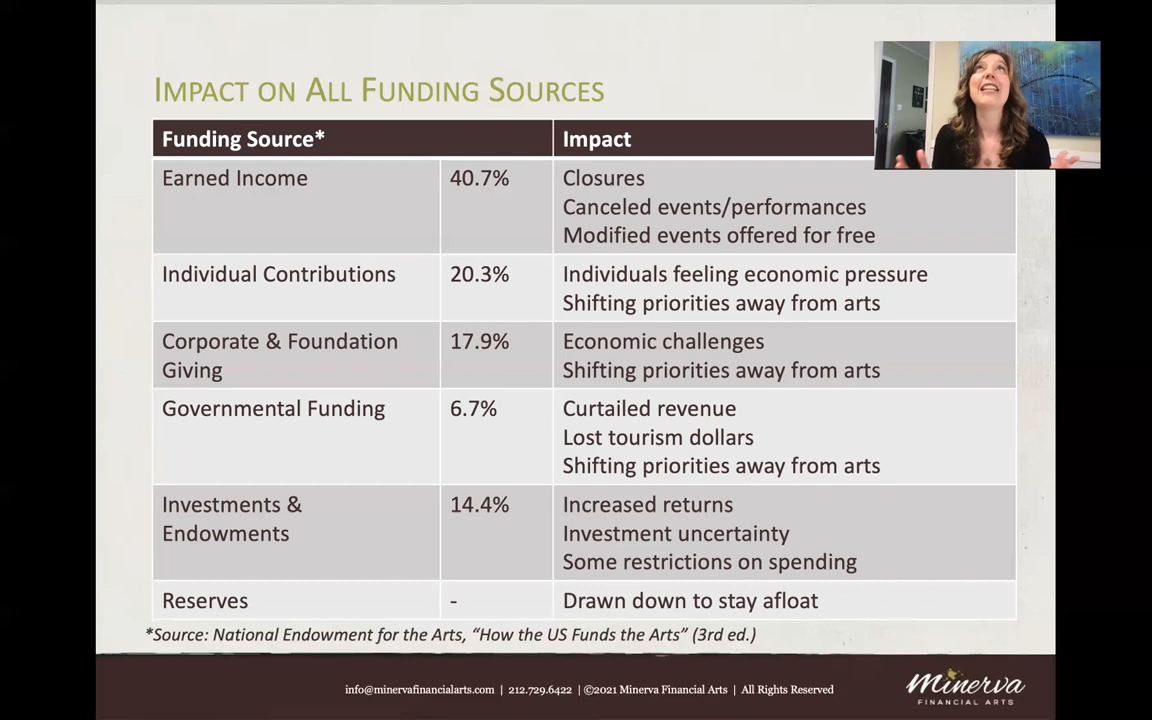 IMPACT ON ALL FUNDING SOURCES
Funding Source* Impact
Earned Income 40.7% Closures
Canceled events/performances
Modified events offered for free
Individual Contributions 20.3% Individuals feeling economic pressure
Shifting priorities away from arts
Corporate & Foundation 17.9% Economic challenges
Giving Shifting priorities away from arts
Governmental Funding 6.7% Curtailed revenue
Lost tourism dollars
Shifting priorities away from arts
Investments & 14.4% Increased returns
Endowments Investment uncertainty
Some restrictions on spending
Reserves - Drawn down to stay afloat
*Source: National Endowment for the Arts, “How the US Funds the Arts” (3rd ed.)
info@minervafinancialarts.com | 212.729.6422 | ©2021 Minerva Financial Arts | All Rights Reserved
Minerva
FINANCIAL ARTS